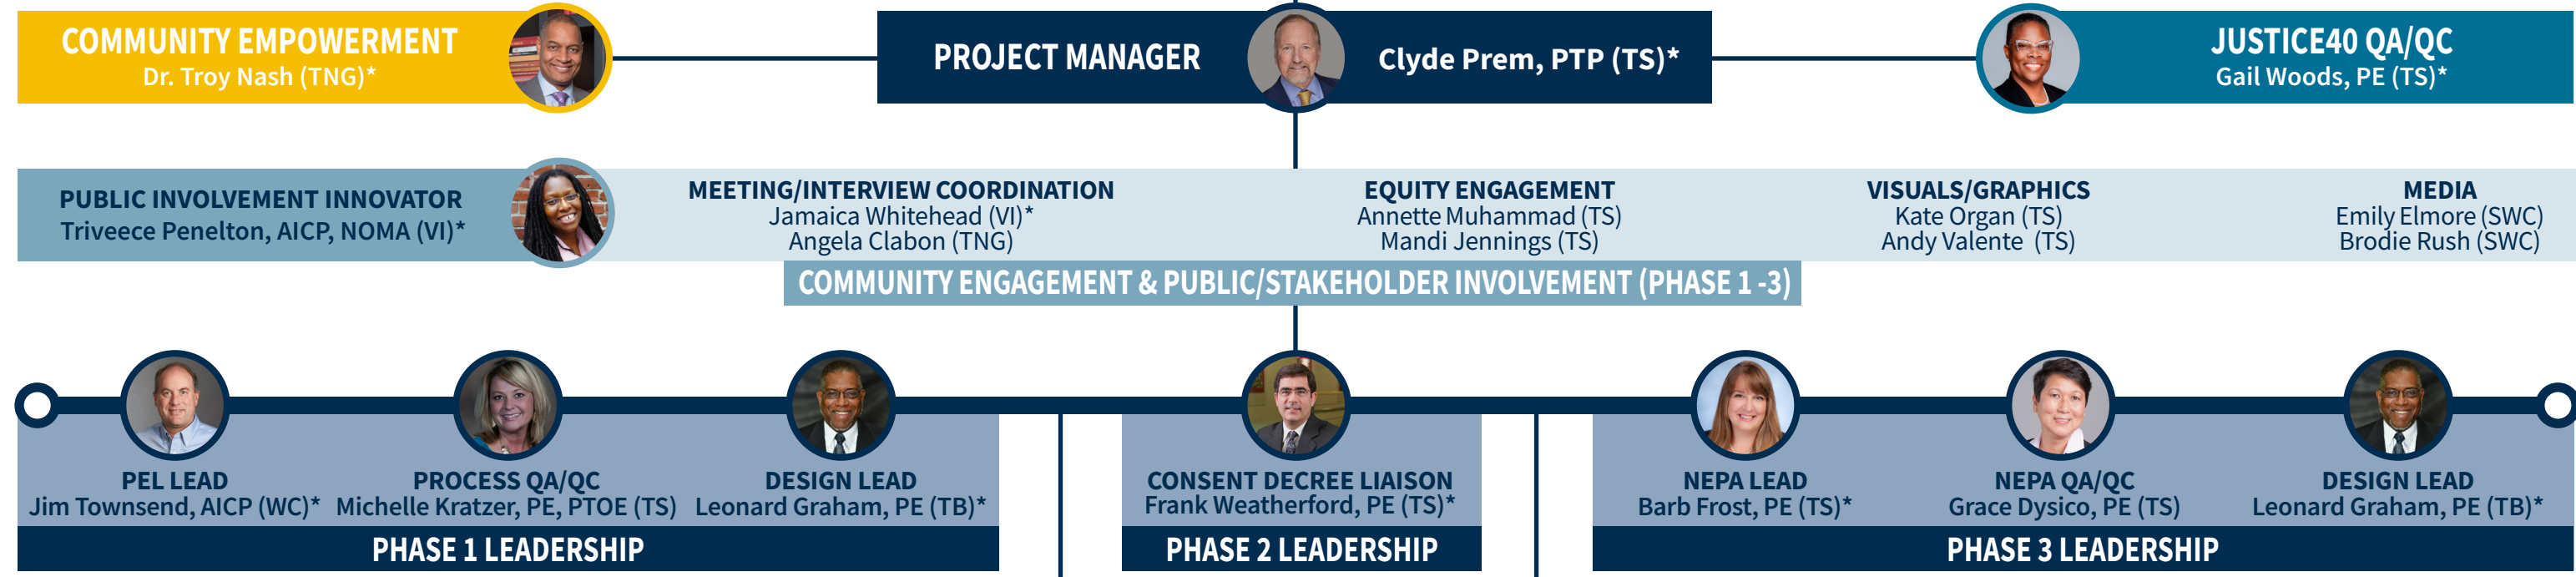 COMMUNITY EMPOWERMENT
Dr. Troy Nash (TNG)*
PROJECT MANAGER
Clyde Prem, PTP (TS)*
JUSTICE40 QA/QC
Gail Woods, PE (TS)*
PUBLIC INVOLVEMENT INNOVATOR
Triveece Penelton, AICP, NOMA (VI)*
MEETING/INTERVIEW COORDINATION
Jamaica Whitehead (VI)*
Angela Clabon (TNG)
EQUITY ENGAGEMENT
Annette Muhammad (TS)
Mandi Jennings (TS)
VISUALS/GRAPHICS
Kate Organ (TS)
Andy Valente (TS)
MEDIA
Emily Elmore (SWC)
Brodie Rush (SWC)
COMMUNITY ENGAGEMENT & PUBLIC/STAKEHOLDER INVOLVEMENT (PHASE 1 -3)
PEL LEAD
Jim Townsend, AICP (WC)*
PROCESS QA/QC
Michelle Kratzer, PE, PTOE (TS)
DESIGN LEAD
Leonard Graham, PE (TB)*
PHASE 1 LEADERSHIP
CONSENT DECREE LIAISON
Frank Weatherford, PE (TS)*
PHASE 2 LEADERSHIP
NEPA LEAD
Barb Frost, PE (TS)*
NEPA QA/QC
Grace Dysico, PE (TS)
DESIGN LEAD
Leonard Graham, PE (TB)*
PHASE 3 LEADERSHIP